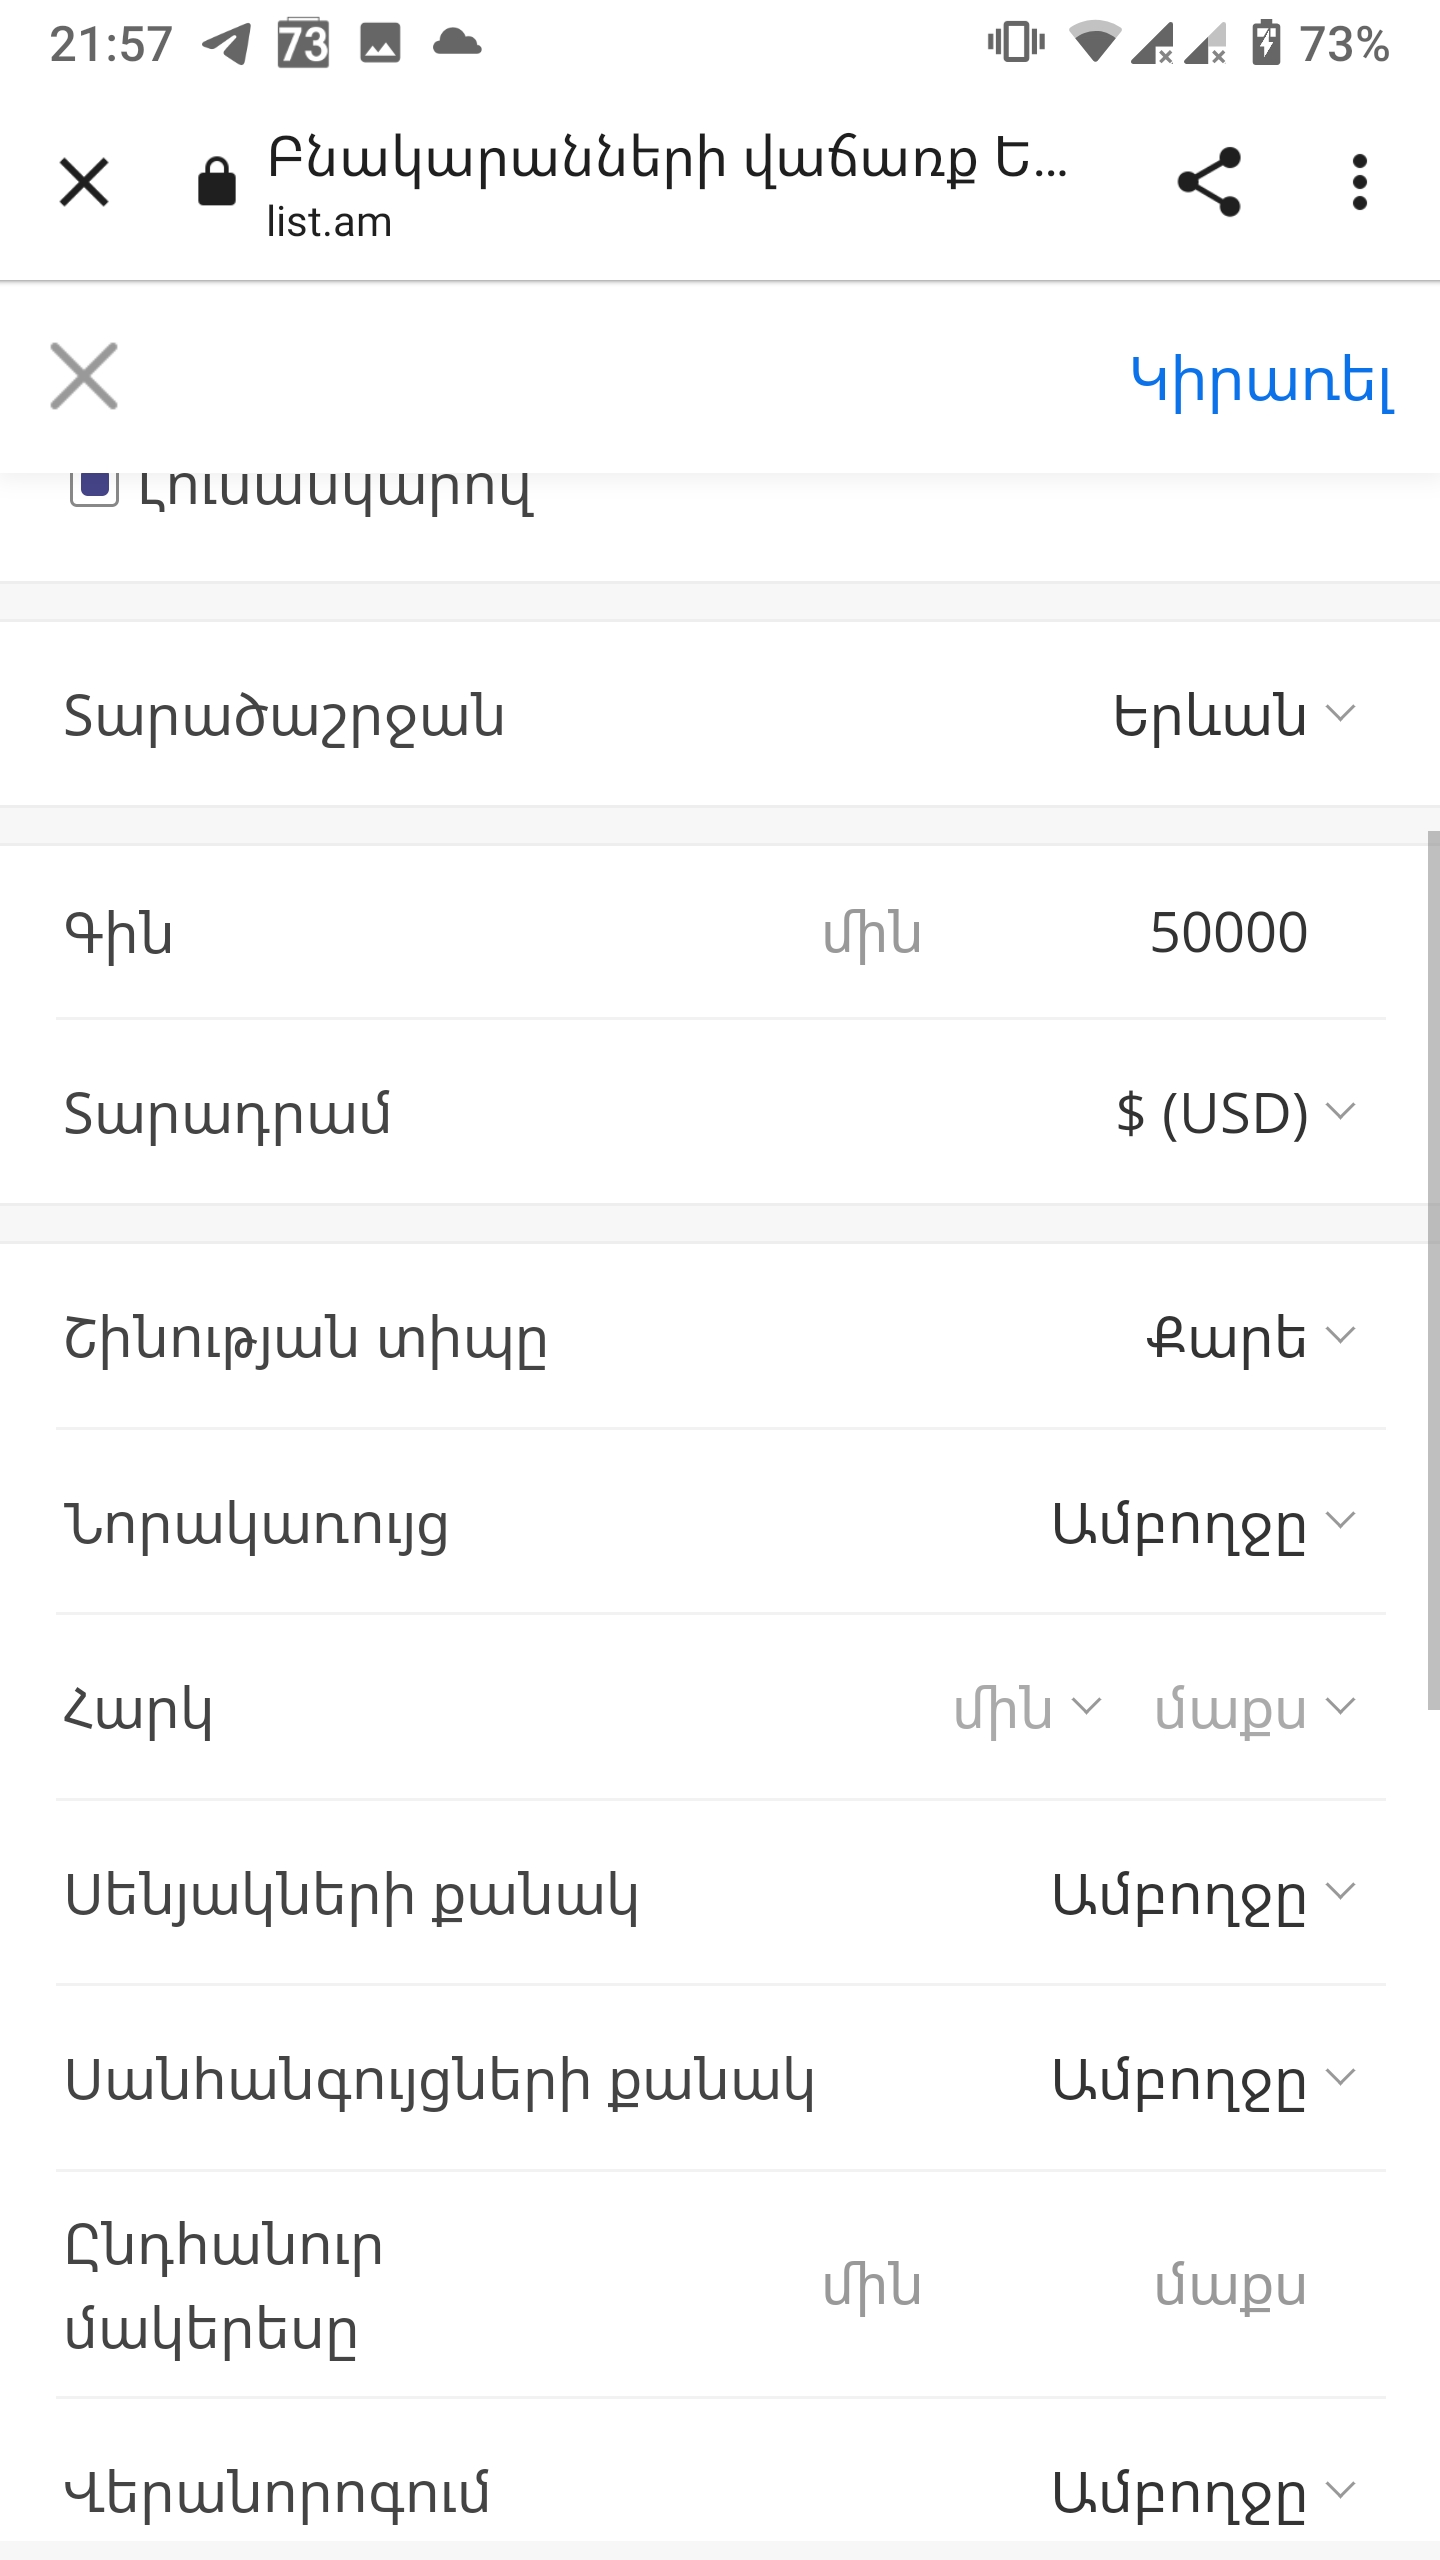 21:57 73 73%
Բնակարանների վաճառք Ե...
list.am
Կիրառել
Լուսանկարով
Տարածաշրջան Երևան
Գին մին 50000
Տարադրամ $ (USD)
Շինության տիպը Քարե
Նորակառույց Ամբողջը
Հարկ մին մաքս
Սենյակների քանակ Ամբողջը
Սանհանգույցների քանակ Ամբողջը
Ընդհանուր
մակերեսը մին մաքս
Վերանորոգում Ամբողջը